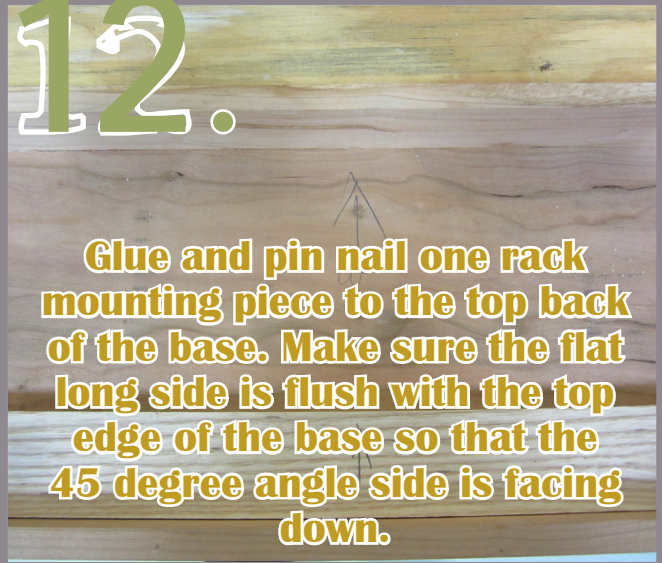 12.
Glue and pin nail one rack
mounting piece to the top back
of the base. Make sure the flat
long side is flush with the top
edge of the base so that the
45 degree angle side is facing
down.